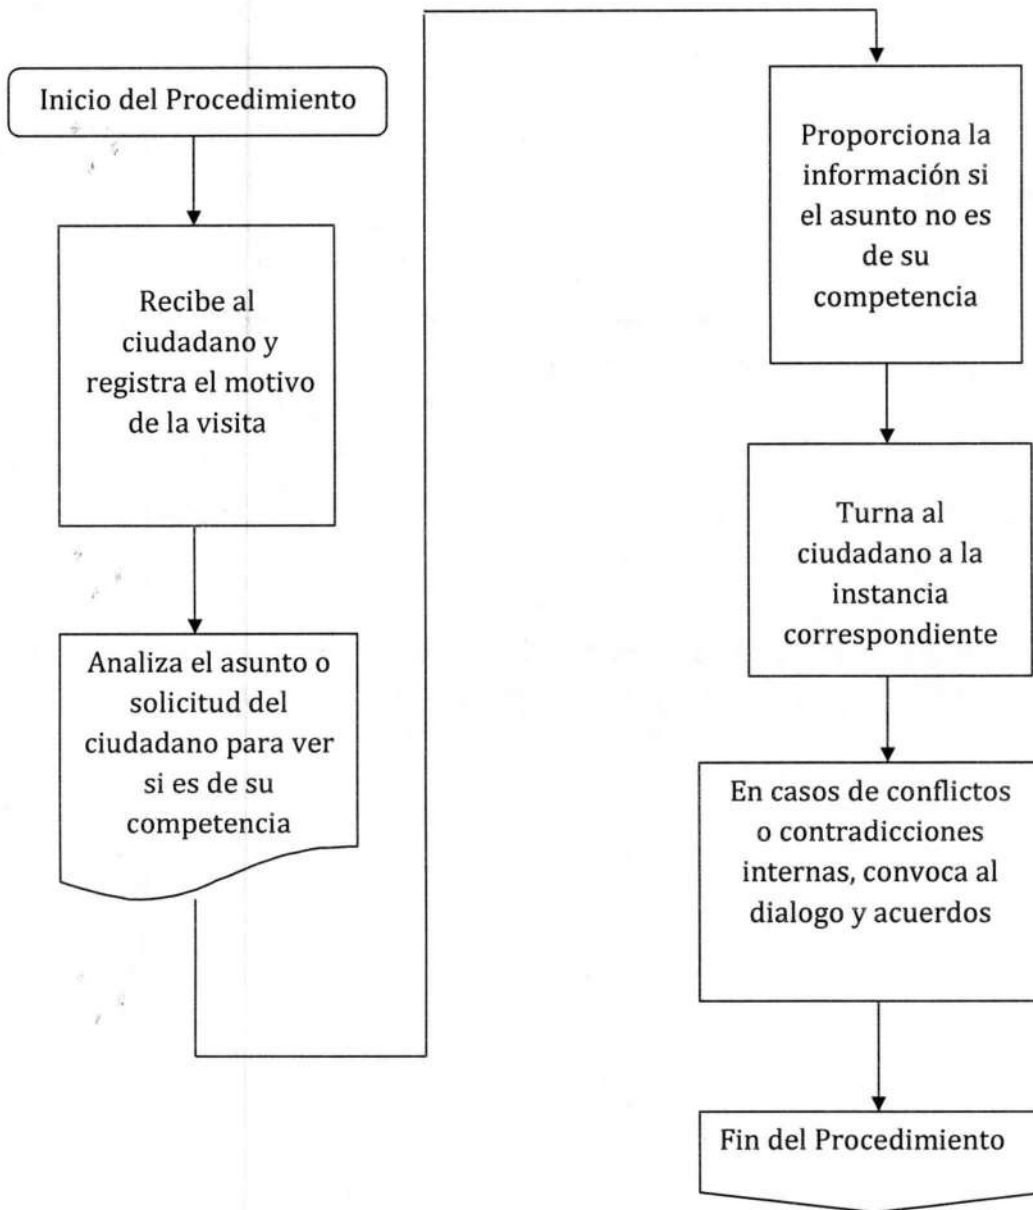 Inicio del Procedimiento
Recibe al
ciudadano y
registra el motivo
de la visita
Analiza el asunto o
solicitud del
ciudadano para ver
si es de su
competencia
Proporciona la
información si
el asunto no es
de su
competencia
Turna al
ciudadano a la
instancia
correspondiente
En casos de conflictos
o contradicciones
internas, convoca al
dialogo y acuerdos
Fin del Procedimiento